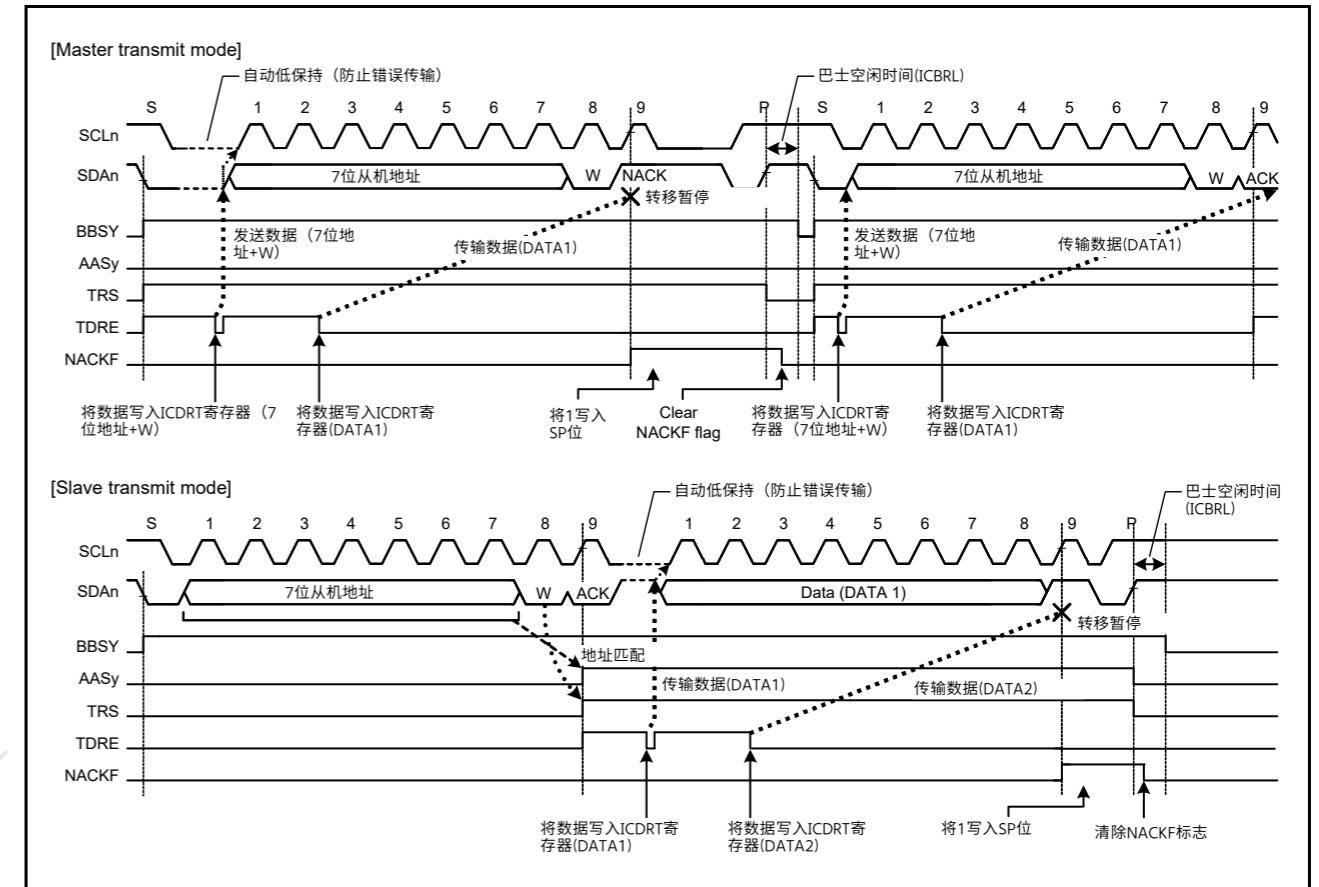 [Master transmit mode]
自动低保持（防止错误传输）
巴士空闲时间(ICBRL)
S 1 2 3 4 5 6 7 8 9 P S 1 2 3 4 5 6 7 8 9
SCLn
SDAn 7位从机地址 W NACK 7位从机地址 W ACK
转移暂停
BBSY 发送数据（7位地
址+W） 传输数据(DATA1) 发送数据（7位地
址+W） 传输数据(DATA1)
AASy
TRS
TDRE
NACKF
将数据写入ICDRT寄存器（7
位地址+W）
将数据写入ICDRT寄
存器(DATA1)
将1写入
SP位
Clear
NACKF flag
将数据写入ICDRT寄
存器（7位地址+W）
将数据写入ICDRT寄
存器(DATA1)
[Slave transmit mode]
自动低保持（防止错误传输）
巴士空闲时间
(ICBRL)
S 1 2 3 4 5 6 7 8 9 1 2 3 4 5 6 7 8 9 P
SCLn
SDAn 7位从机地址 W ACK Data (DATA 1)
转移暂停
BBSY
地址匹配
AASy 传输数据(DATA1) 传输数据(DATA2)
TRS
TDRE
NACKF
将数据写入ICDRT寄
存器(DATA1)
将数据写入ICDRT寄
存器(DATA2)
将1写入SP位
清除NACKF标志